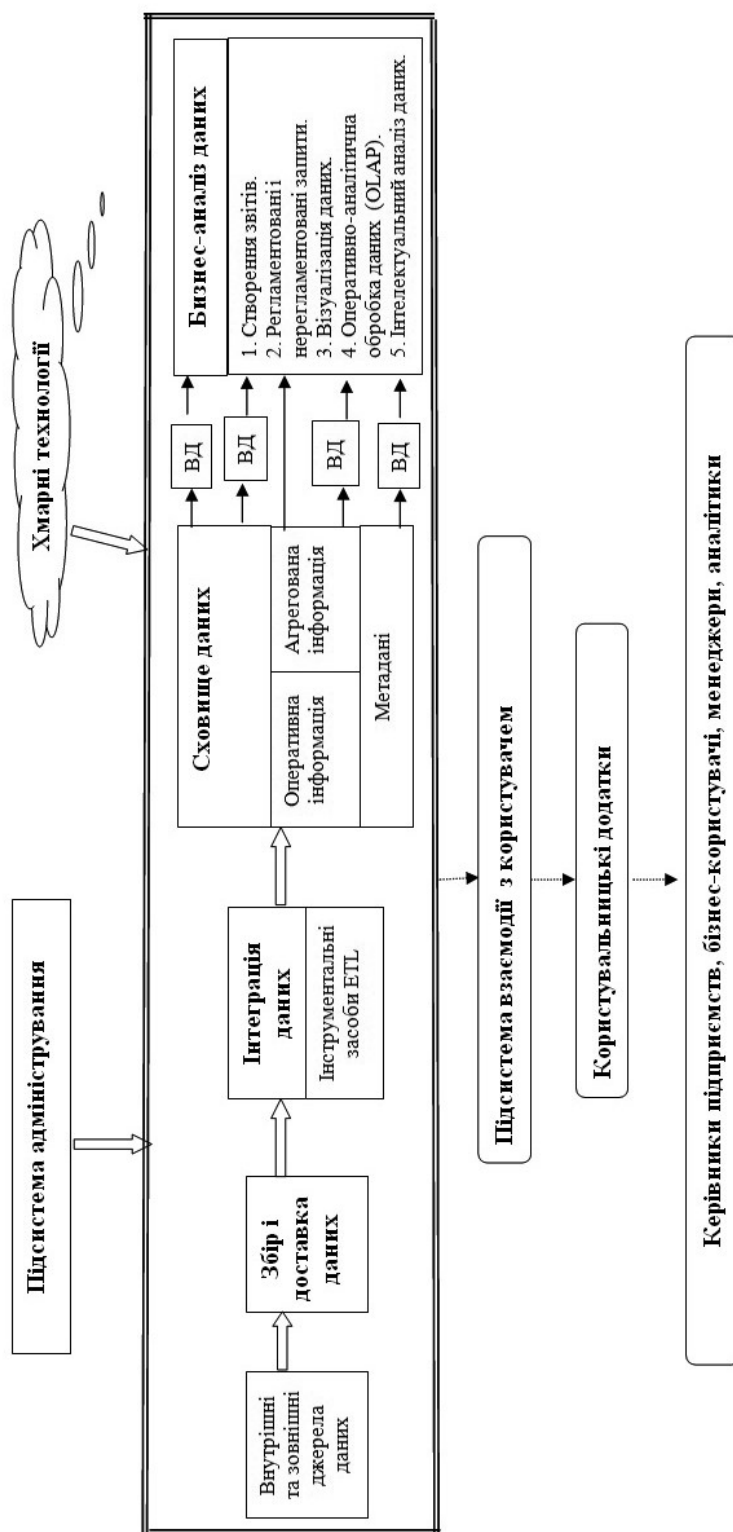 Підсистема адміністрування
Хмарні технології
Внутрішні
та зовнішні
джерела
даних
Збір і
доставка
даних
Інтеграція
даних
Інструментальні
засоби ETL
Сховище даних
Оперативна
інформація
Агрегована
інформація
Метадані
ВД
ВД
ВД
ВД
Бизнес-аналіз даних
1. Створення звітів.
2. Регламентовані і
нерегламентовані запити.
3. Візуалізація даних.
4. Оперативно-аналітична
обробка даних (OLAP).
5. Інтелектуальний аналіз даних.
Підсистема взаємодії з користувачем
Користувальницькі додатки
Керівники підприємств, бізнес-користувачі, менеджери, аналітики